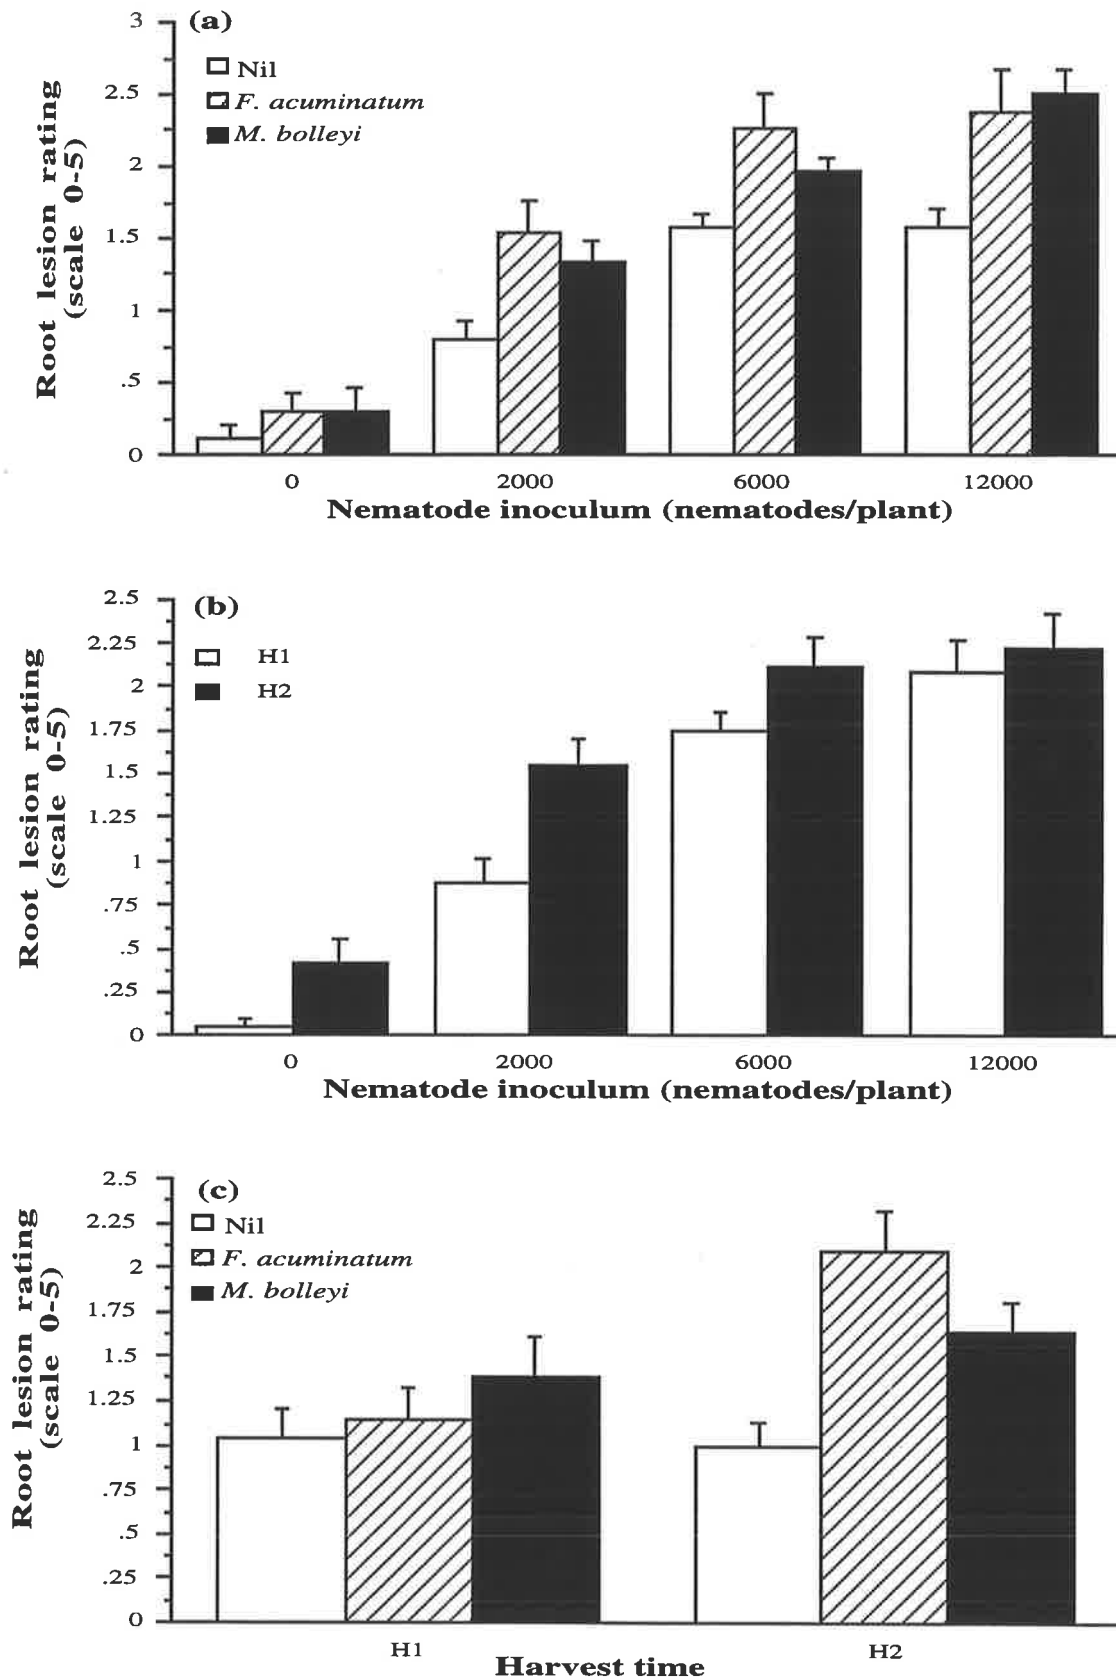 (a)
Nil
F. acuminatum
M. bolleyi
Root lesion rating
(scale 0-5)
3
2.5
2
1.5
1
.5
0
0 2000 6000 12000
Nematode inoculum (nematodes/plant)
(b)
H1
H2
Root lesion rating
(scale 0-5)
2.5
2.25
2
1.75
1.5
1.25
1
.75
.5
.25
0
0 2000 6000 12000
Nematode inoculum (nematodes/plant)
(c)
Nil
F. acuminatum
M. bolleyi
Root lesion rating
(scale 0-5)
2.5
2.25
2
1.75
1.5
1.25
1
.75
.5
.25
0
H1 H2
Harvest time